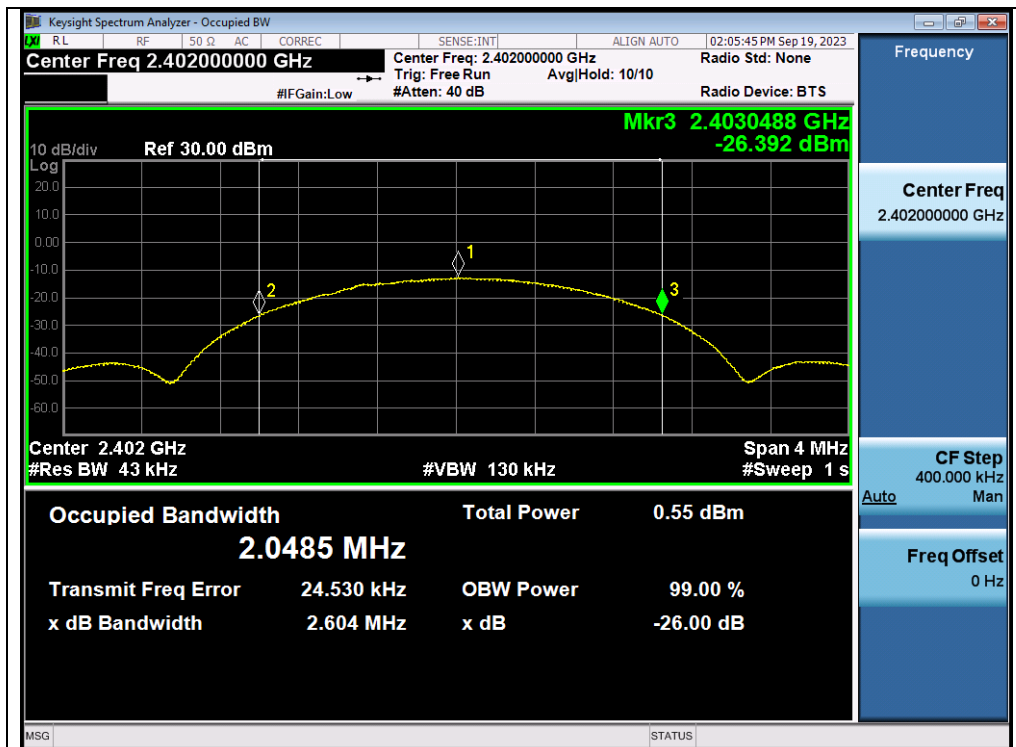 Keysight Spectrum Analyzer - Occupied BW
LXI RL RF 50 Ω AC CORREC SENSE:INT ALIGN AUTO 02:05:45 PM Sep 19, 2023
Center Freq 2.402000000 GHz
Center Freq: 2.402000000 GHz
Radio Std: None
Trig: Free Run Avg|Hold: 10/10
#IFGain:Low
#Atten: 40 dB
Radio Device: BTS
Mkr3 2.4030488 GHz
-26.392 dBm
10 dB/div Ref 30.00 dBm
Log
20.0
10.0
0.00
-10.0
-20.0
-30.0
-40.0
-50.0
-60.0
1
2
3
Center 2.402 GHz Span 4 MHz
#Res BW 43 kHz #VBW 130 kHz #Sweep 1 s
Occupied Bandwidth Total Power 0.55 dBm
2.0485 MHz
Transmit Freq Error 24.530 kHz OBW Power 99.00 %
x dB Bandwidth 2.604 MHz x dB -26.00 dB
Frequency
Center Freq
2.402000000 GHz
CF Step
400.000 kHz
Auto Man
Freq Offset
0 Hz
MSG STATUS